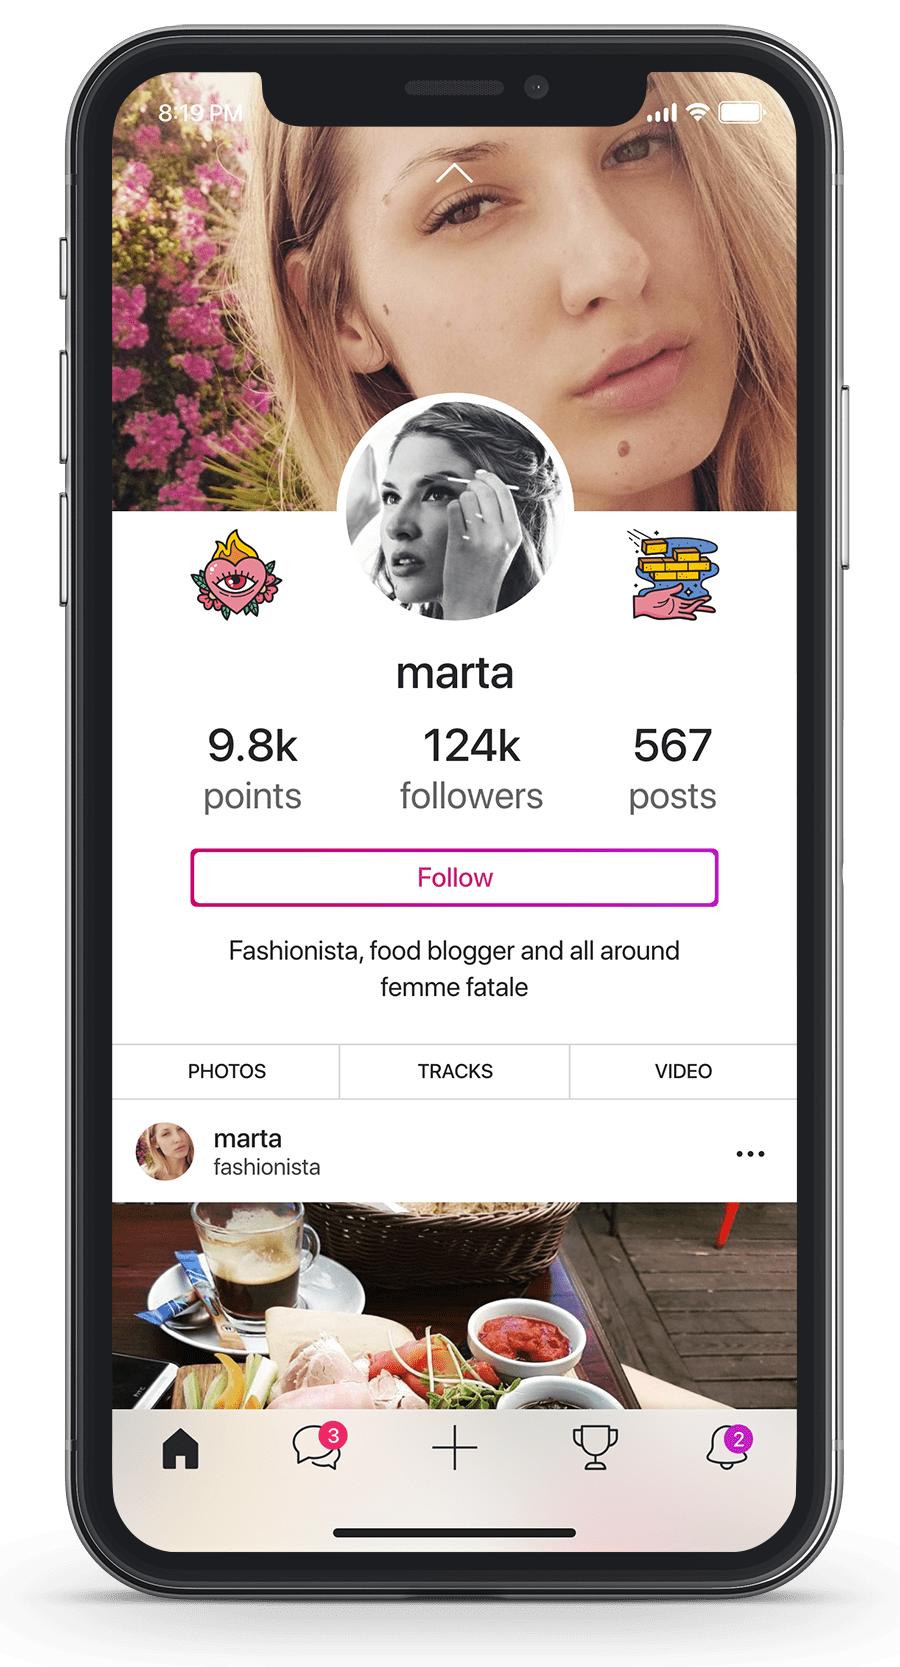 8:19 PM
marta
9.8k 124k 567
points followers posts
Follow
Fashionista, food blogger and all around
femme fatale
PHOTOS TRACKS VIDEO
marta
fashionista
•••
3 2